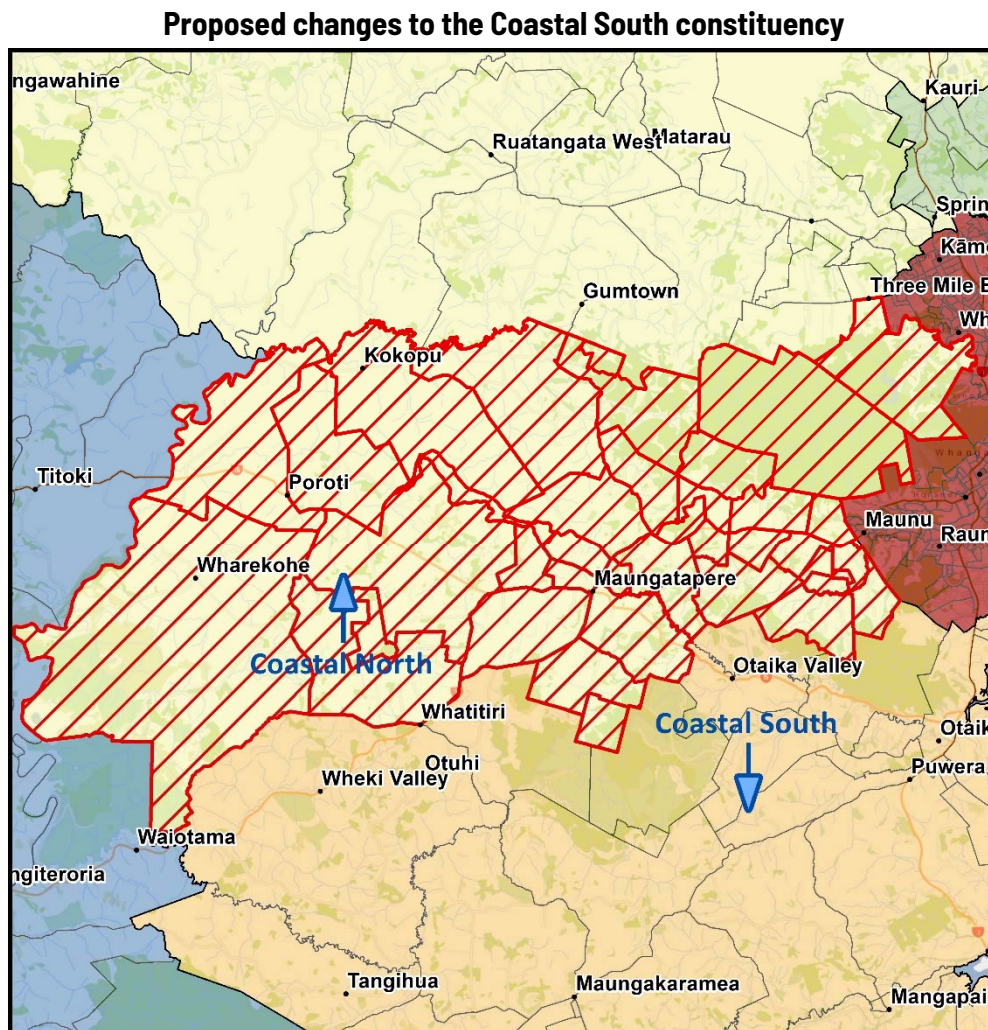 Proposed changes to the Coastal South constituency
ngawahine
Kauri
Ruatangata West
Matarau
Sprin
Kāmo
Gumtown
Three Mile B
Wh
Kokopu
Titoki
Poroti
Maunu
Raum
Wharekohe
Maungatapere
Coastal North
Otaika Valley
Whatitiri
Coastal South
Otaik
Otuhi
Puwera
Wheki Valley
Waiotama
ngiteroria
Tangihua
Maungakaramea
Mangapai